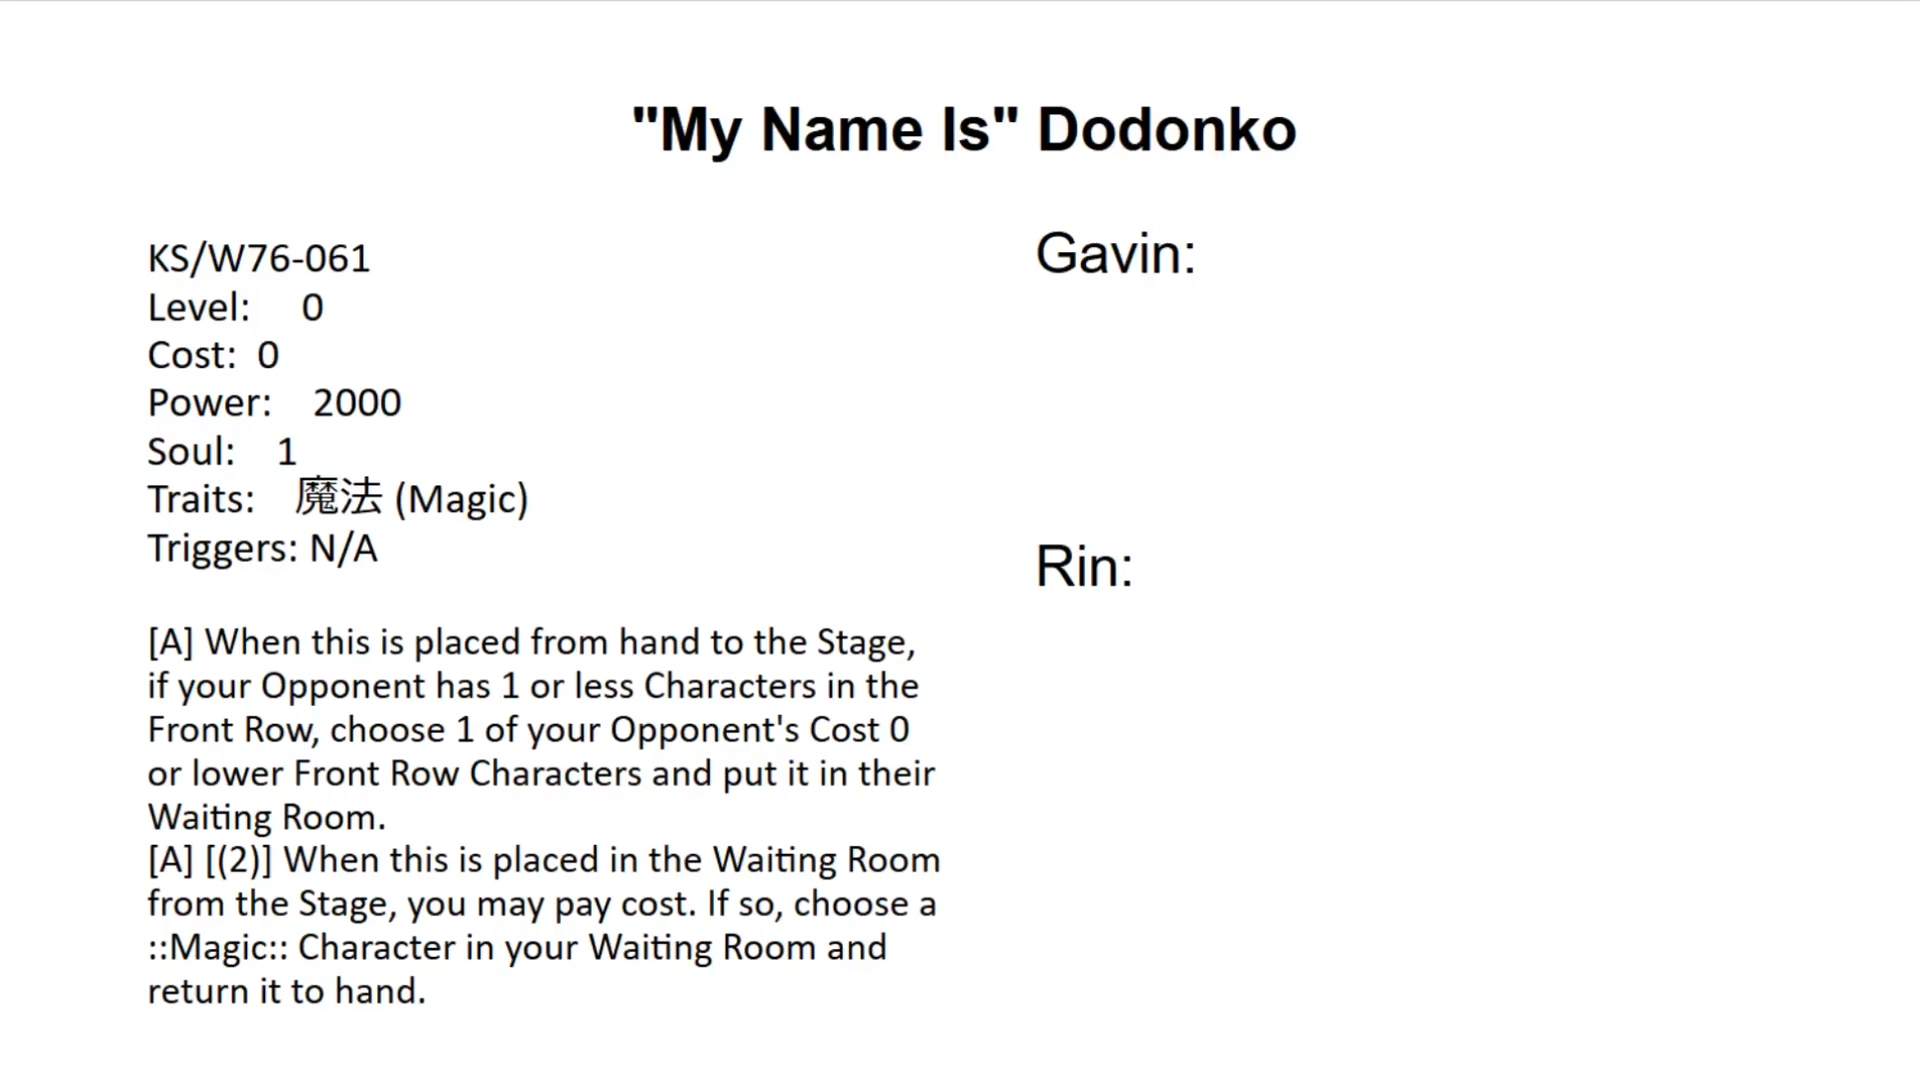 "My Name Is" Dodonko
KS/W76-061
Level: 0
Cost: 0
Power: 2000
Soul: 1
Traits: 魔法 (Magic)
Triggers: N/A
[A] When this is placed from hand to the Stage,
if your Opponent has 1 or less Characters in the
Front Row, choose 1 of your Opponent's Cost 0
or lower Front Row Characters and put it in their
Waiting Room.
[A] [(2)] When this is placed in the Waiting Room
from the Stage, you may pay cost. If so, choose a
::Magic:: Character in your Waiting Room and
return it to hand.
Gavin:
Rin: